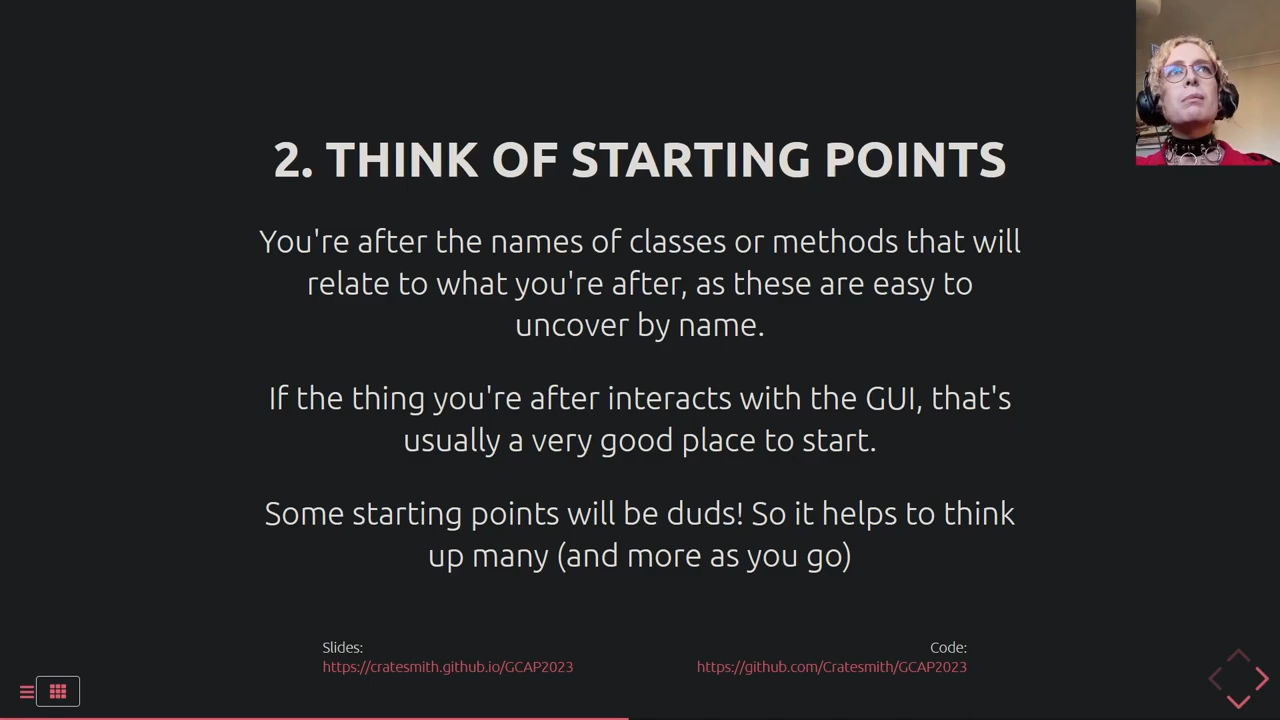 2. THINK OF STARTING POINTS
You're after the names of classes or methods that will
relate to what you're after, as these are easy to
uncover by name.
If the thing you're after interacts with the GUI, that's
usually a very good place to start.
Some starting points will be duds! So it helps to think
up many (and more as you go)
Slides:
https://cratesmith.github.io/GCAP2023
Code:
https://github.com/Cratesmith/GCAP2023